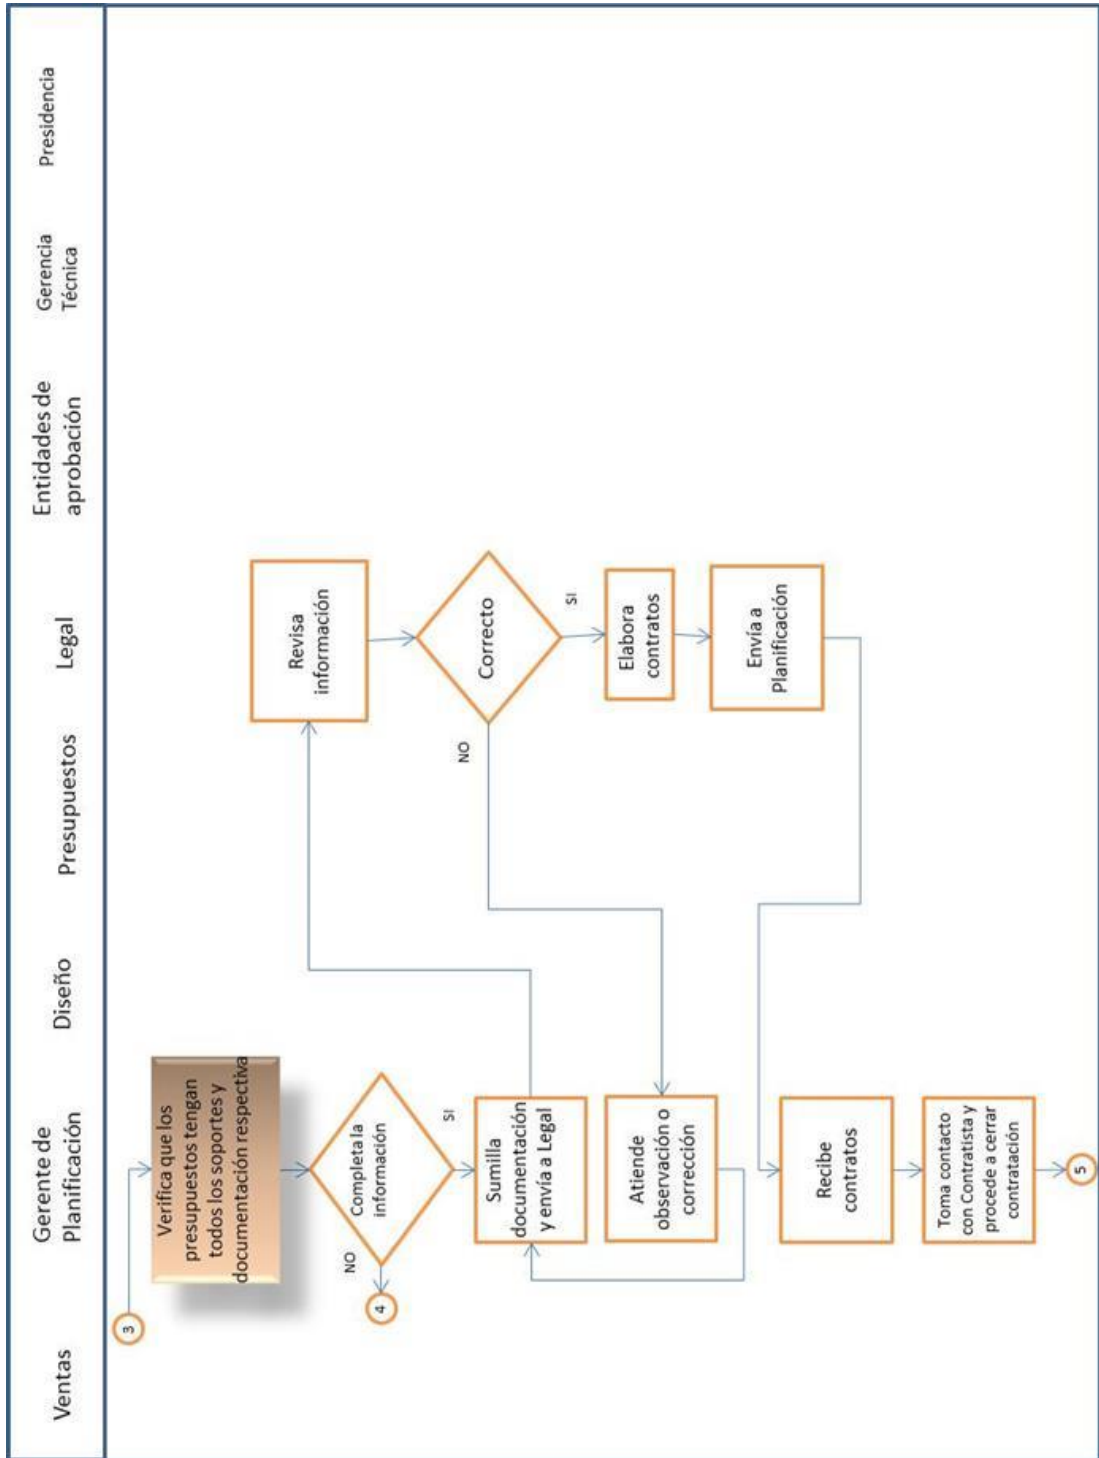 Ventas
Gerente de
Planificación
Diseño
Presupuestos
Legal
Entidades de
aprobación
Gerencia
Técnica
Presidencia
3
Verifica que los
presupuestos tengan
todos los soportes y
documentación respectiva
Completa la
información
NO
4
SI
Sumilla
documentación
y envía a Legal
Revisa
información
Correcto
NO
SI
Atiende
observación o
corrección
Elabora
contratos
Envía a
Planificación
Recibe
contratos
Toma contacto
con Contratista y
procede a cerrar
contratación
5